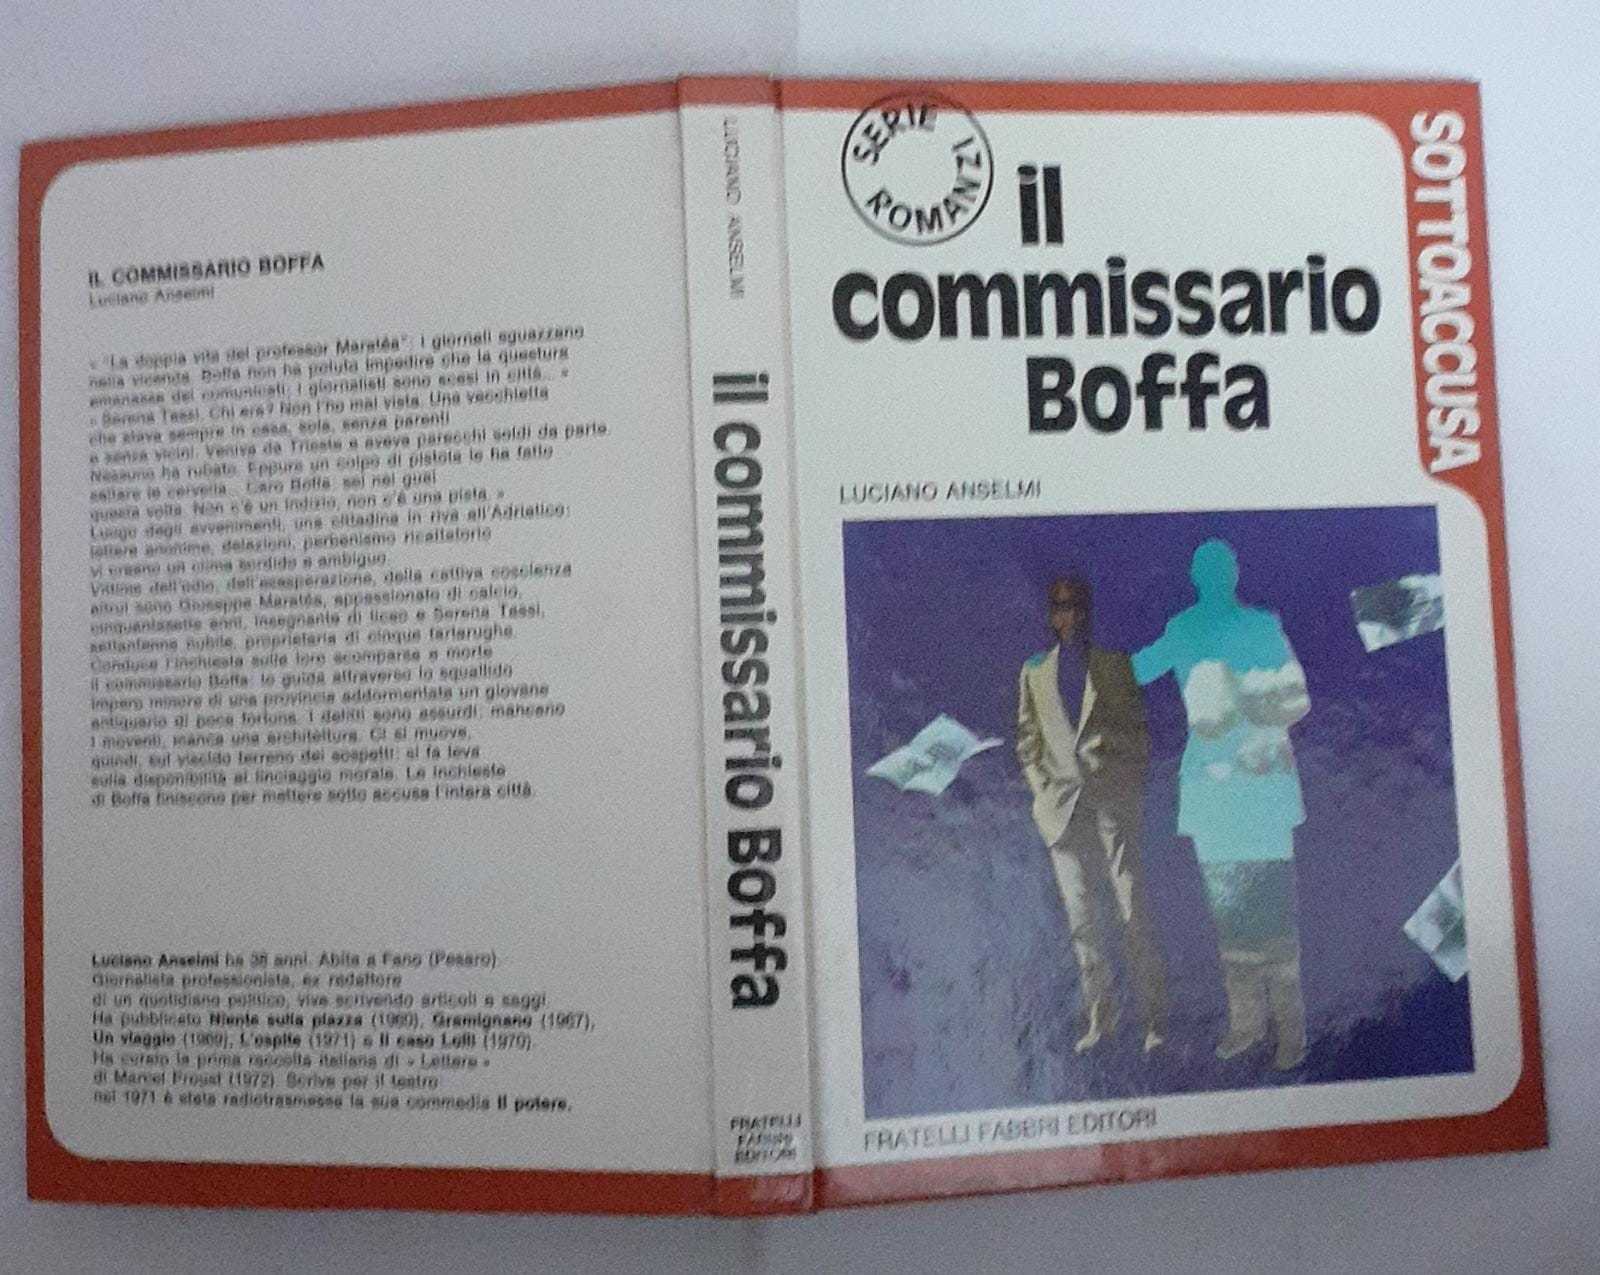 IL COMMISSARIO BOFFA
Luciano Anselmi
« "La doppia vita del professor Maratéa": i giornali sguazzano
nella vicenda. Boffa non ha potuto impedire che la questura
emanasse dei comunicati; i giornalisti sono scesi in città... »
« Serena Tassi. Chi era? Non l'ho mai vista. Una vecchietta
che stava sempre in casa, sola, senza parenti
e senza vicini. Veniva da Trieste e aveva parecchi soldi da parte.
Nessuno ha rubato. Eppure un colpo di pistola le ha fatto
saltare le cervella... Caro Boffa, sei nei guai
questa volta. Non c'è un indizio, non c'è una pista. »
Luogo degli avvenimenti, una cittadina in riva all'Adriatico:
lettere anonime, delazioni, perbenismo ricattatorio
vi creano un clima sordido e ambiguo.
Vittime dell'odio, dell'esasperazione, della cattiva coscienza
altrui sono Giuseppe Maratéa, appassionato di calcio,
cinquantasette anni, insegnante di liceo e Serena Tassi,
settantenne nubile, proprietaria di cinque tartarughe.
Conduce l'inchiesta sulla loro scomparsa e morte
il commissario Boffa: lo guida attraverso lo squallido
impero minore di una provincia addormentata un giovane
antiquario di poca fortuna. I delitti sono assurdi: mancano
i moventi, manca una architettura. Ci si muove,
quindi, sul viscido terreno dei sospetti: si fa leva
sulla disponibilità al linciaggio morale. Le inchieste
di Boffa finiscono per mettere sotto accusa l'intera città.
Luciano Anselmi ha 38 anni. Abita a Fano (Pesaro).
Giornalista professionista, ex redattore
di un quotidiano politico, vive scrivendo articoli e saggi.
Ha pubblicato Niente sulla piazza (1960), Gramignano (1967),
Un viaggio (1969), L'ospite (1971) e Il caso Lolli (1970).
Ha curato la prima raccolta italiana di « Lettere »
di Marcel Proust (1972). Scrive per il teatro
nel 1971 è stata radiotrasmessa la sua commedia Il potere.
LUCIANO ANSELMI
il commissario Boffa
FRATELLI
FABBRI
EDITORI
SERIE
ROMANZI
il
commissario
Boffa
LUCIANO ANSELMI
SOTTOACCUSA
FRATELLI FABBRI EDITORI